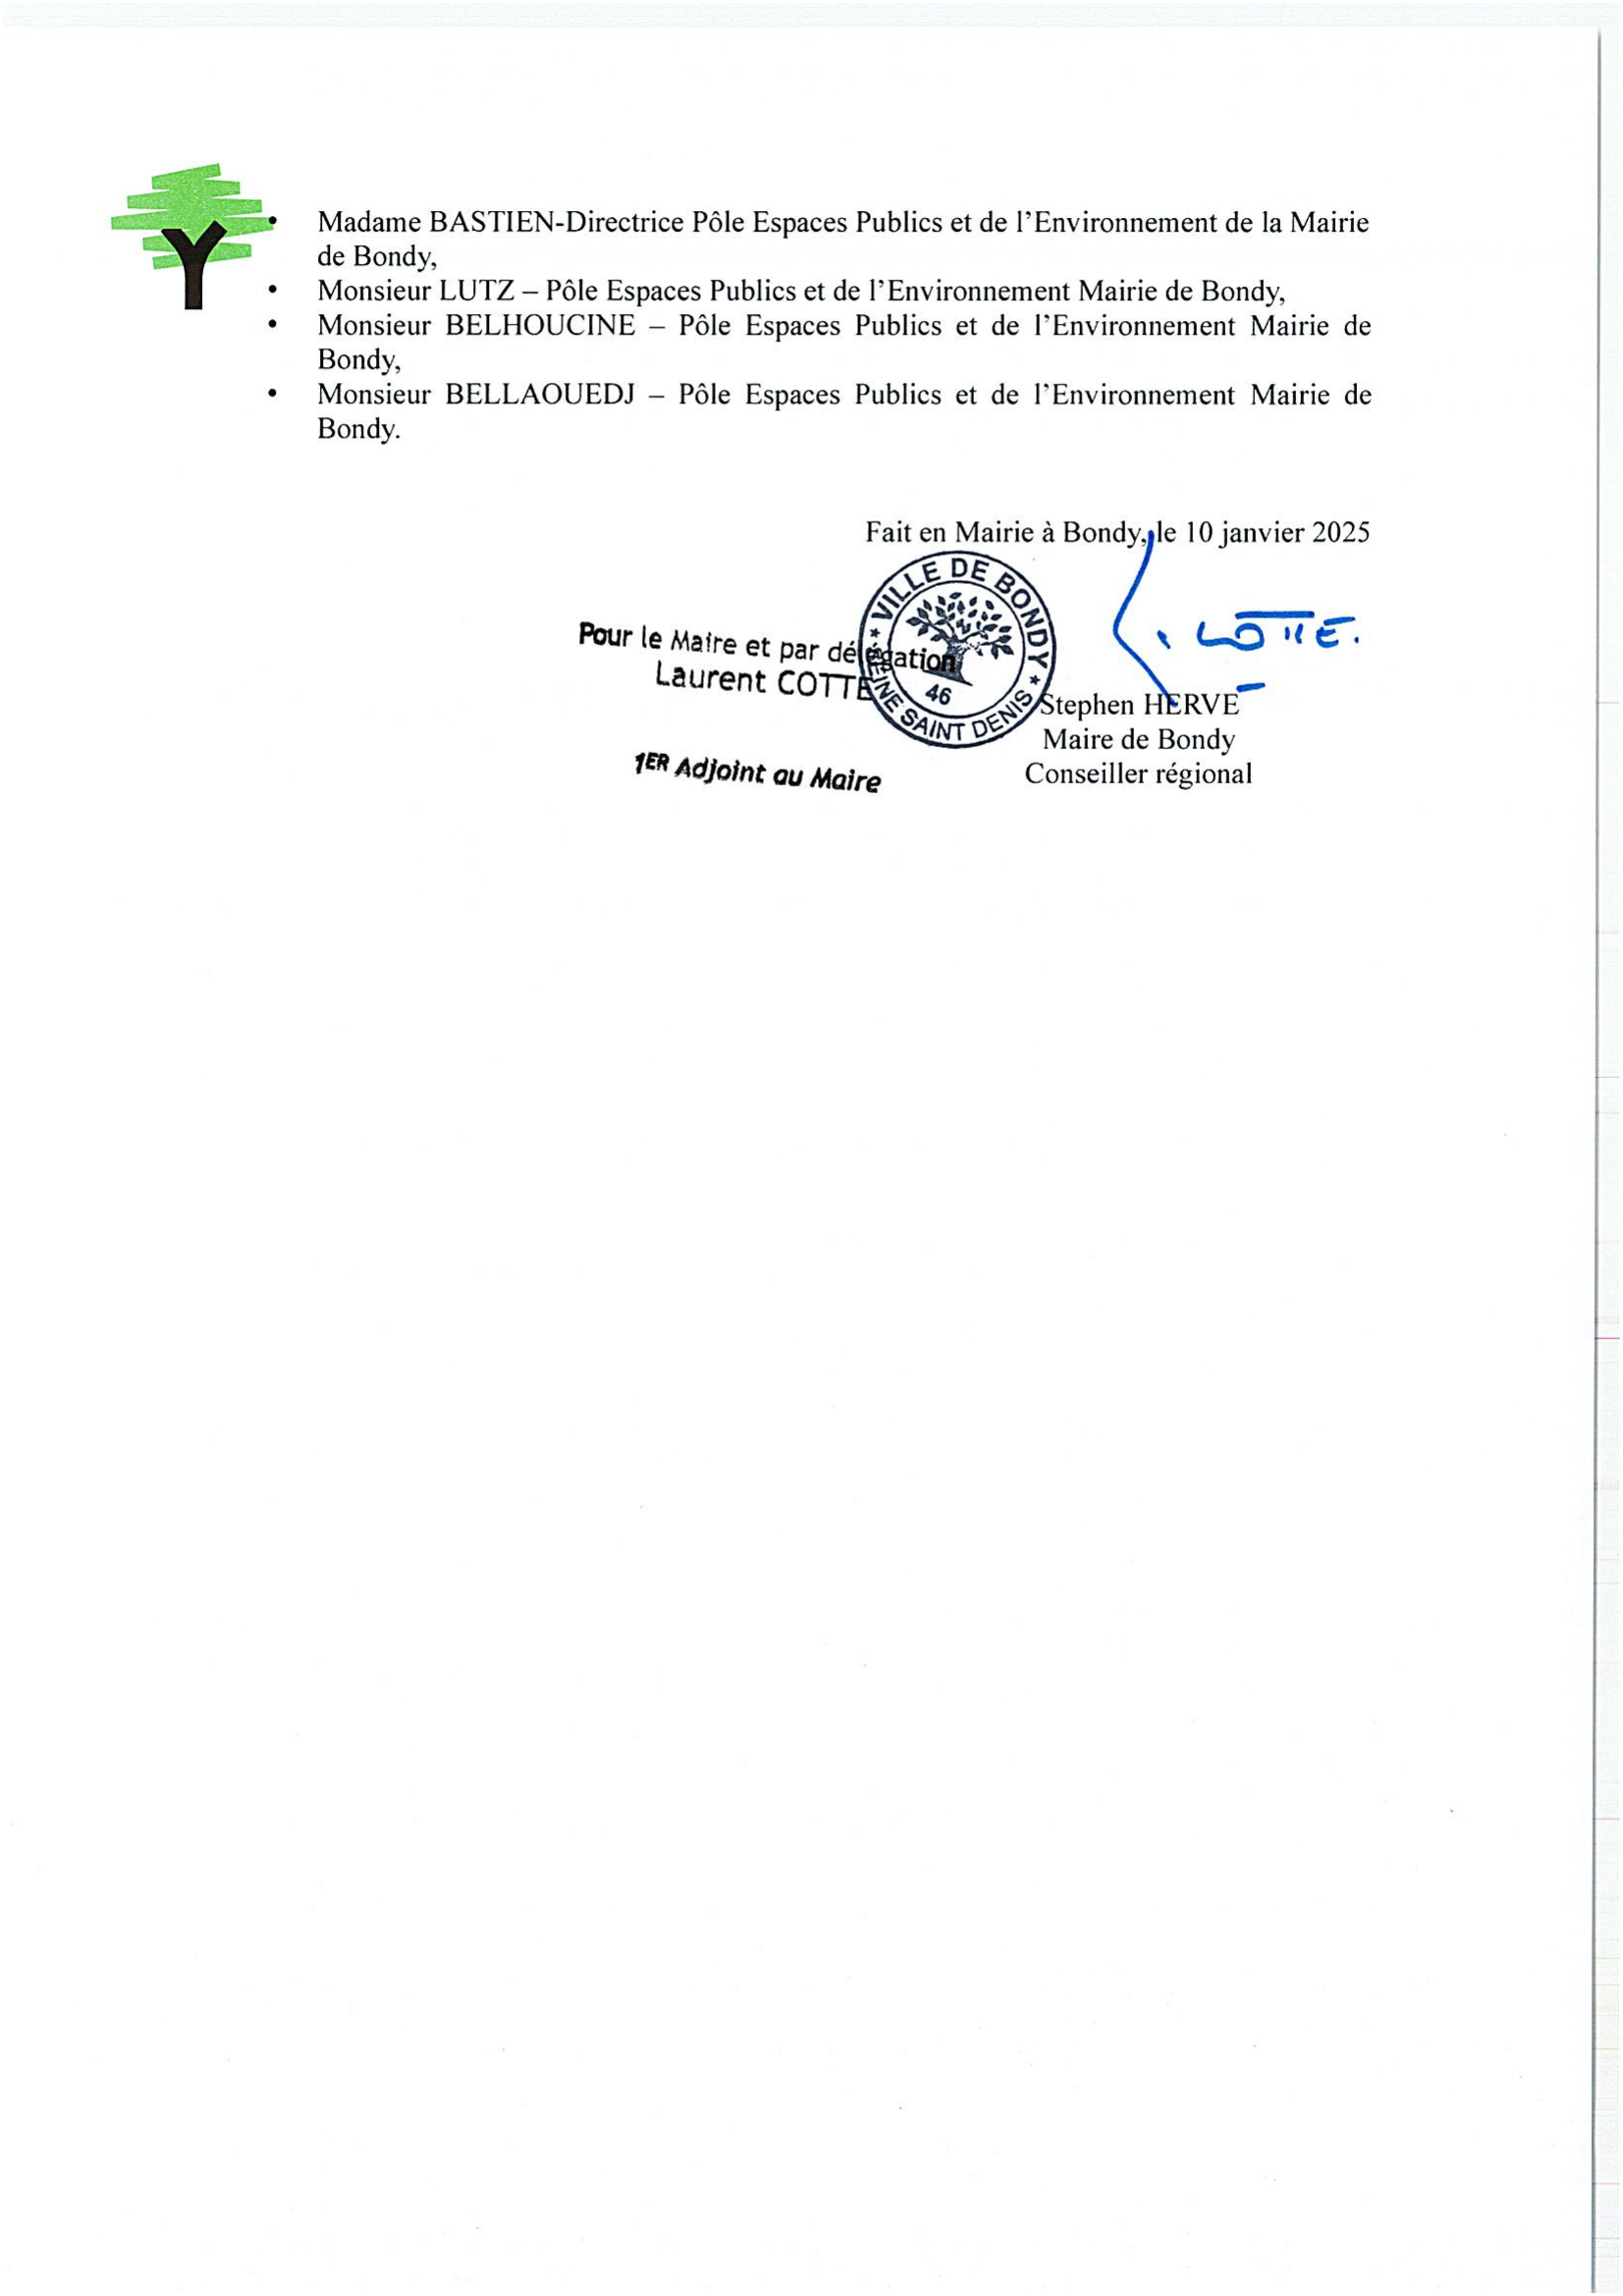 • Madame BASTIEN-Directrice Pôle Espaces Publics et de l'Environnement de la Mairie
de Bondy,
• Monsieur LUTZ – Pôle Espaces Publics et de l'Environnement Mairie de Bondy,
• Monsieur BELHOUCINE – Pôle Espaces Publics et de l'Environnement Mairie de
Bondy,
• Monsieur BELLAOUEDJ – Pôle Espaces Publics et de l'Environnement Mairie de
Bondy.
Fait en Mairie à Bondy, le 10 janvier 2025
VILLE DE BONDY
46
SEINE SAINT DENIS
Pour le Maire et par délégation
Laurent COTTE
1ER Adjoint au Maire
COTTE.
Stephen HERVE
Maire de Bondy
Conseiller régional